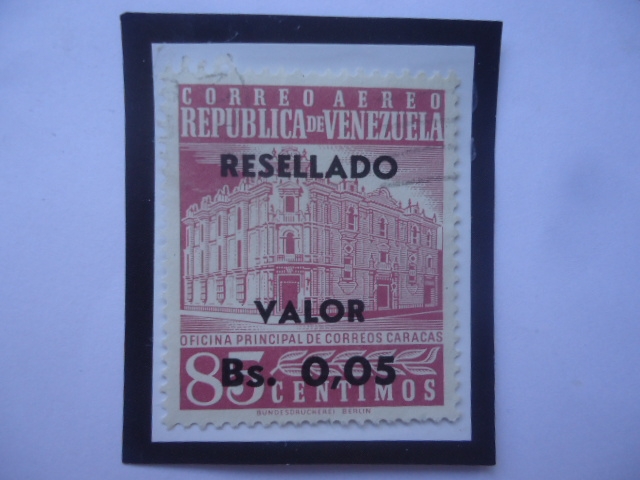 CORREO AEREO
REPUBLICA DE VENEZUELA
RESELLADO
VALOR
OFICINA PRINCIPAL DE CORREOS CARACAS
85 CENTIMOS
Bs. 0,05
BUNDESDRUCKEREI BERLIN